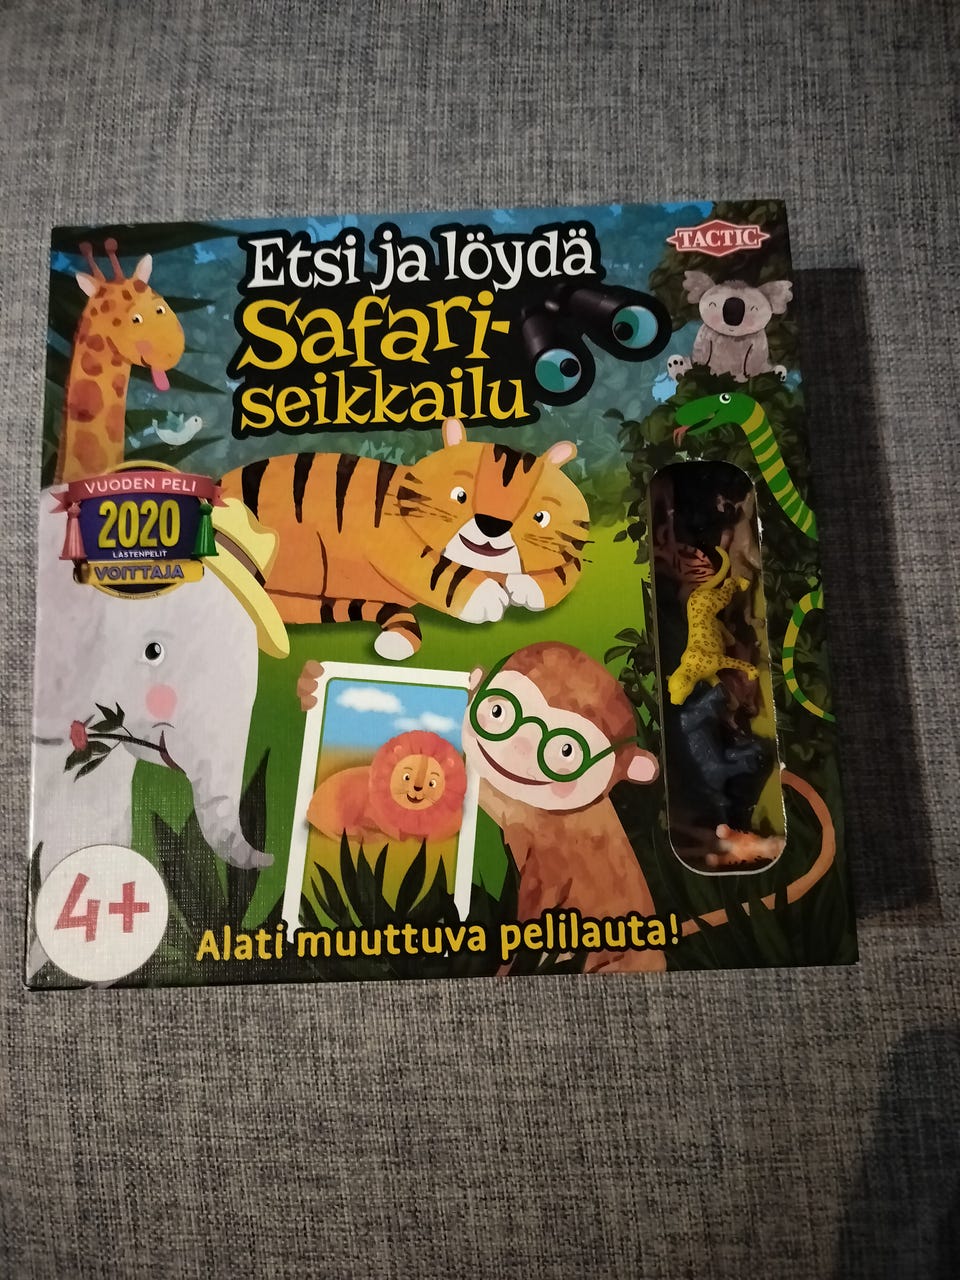 Etsi ja löydä
Safari-
seikkailu
TACTIC
VUODEN PELI
2020
LASTENPELIT
VOITTAJA
4+
Alati muuttuva pelilauta!